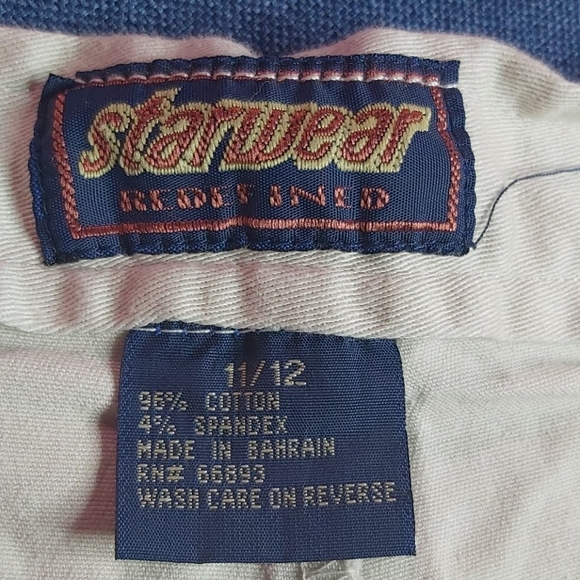 starwear
REDEFINED
11/12
96% COTTON
4% SPANDEX
MADE IN BAHRAIN
RN# 66893
WASH CARE ON REVERSE